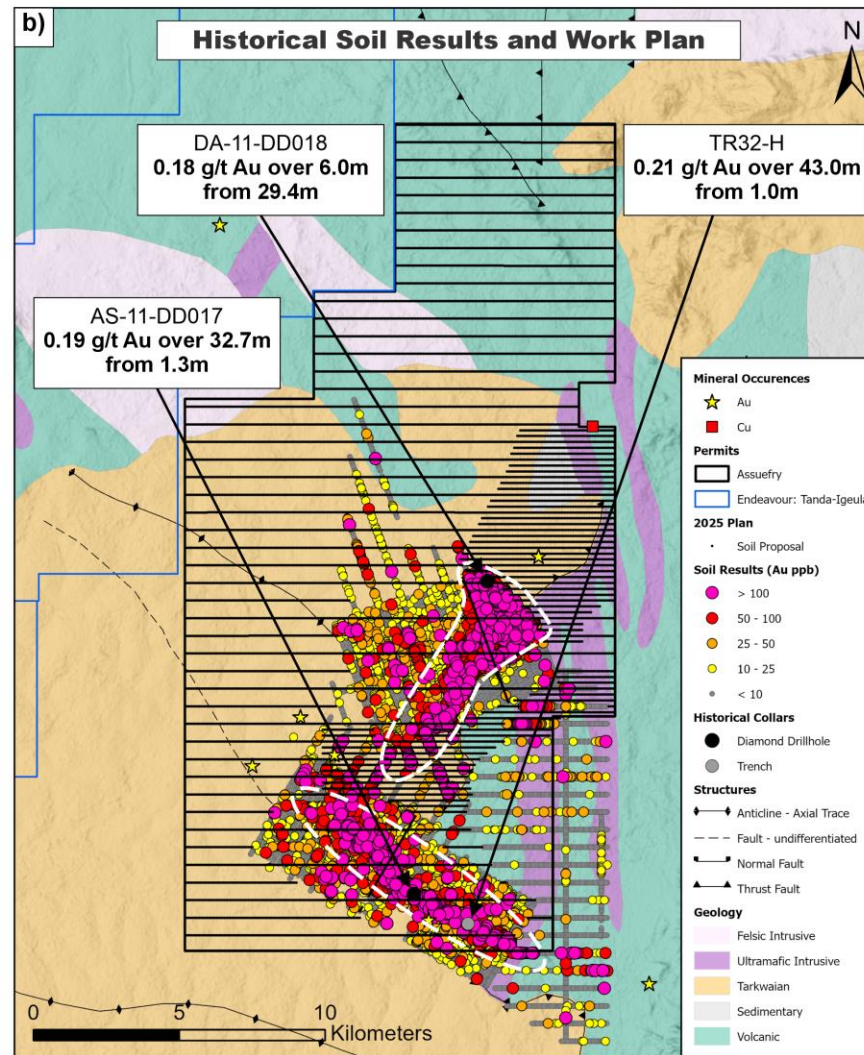 b)
Historical Soil Results and Work Plan
N
DA-11-DD018
0.18 g/t Au over 6.0m
from 29.4m
TR32-H
0.21 g/t Au over 43.0m
from 1.0m
AS-11-DD017
0.19 g/t Au over 32.7m
from 1.3m
Mineral Occurences
Au
Cu
Permits
Assuefry
Endeavour: Tanda-Igeula
2025 Plan
Soil Proposal
Soil Results (Au ppb)
> 100
50 - 100
25 - 50
10 - 25
< 10
Historical Collars
Diamond Drillhole
Trench
Structures
Anticline - Axial Trace
Fault - undifferentiated
Normal Fault
Thrust Fault
Geology
Felsic Intrusive
Ultramafic Intrusive
Tarkwaian
Sedimentary
Volcanic
0 5 10
Kilometers